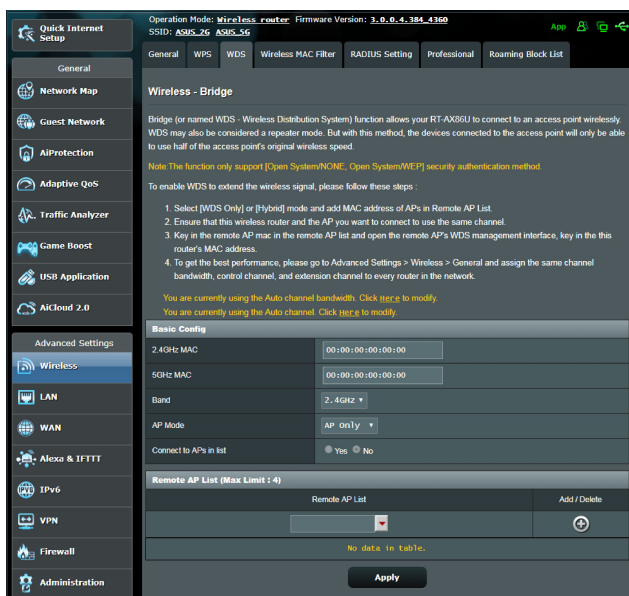 Quick Internet
Setup
General
Network Map
Guest Network
AiProtection
Adaptive QoS
Traffic Analyzer
Game Boost
USB Application
AiCloud 2.0
Advanced Settings
Wireless
LAN
WAN
Alexa & IFTTT
IPv6
VPN
Firewall
Administration
Operation Mode: Wireless router Firmware Version: 3.0.0.4.384_4360
SSID: ASUS_2G ASUS_5G
App
General WPS WDS Wireless MAC Filter RADIUS Setting Professional Roaming Block List
Wireless - Bridge
Bridge (or named WDS - Wireless Distribution System) function allows your RT-AX86U to connect to an access point wirelessly.
WDS may also be considered a repeater mode. But with this method, the devices connected to the access point will only be able
to use half of the access point's original wireless speed.
Note:The function only support [Open System/NONE, Open System/WEP] security authentication method.
To enable WDS to extend the wireless signal, please follow these steps :
1. Select [WDS Only] or [Hybrid] mode and add MAC address of APs in Remote AP List.
2. Ensure that this wireless router and the AP you want to connect to use the same channel.
3. Key in the remote AP mac in the remote AP list and open the remote AP's WDS management interface, key in the this
router's MAC address.
4. To get the best performance, please go to Advanced Settings > Wireless > General and assign the same channel
bandwidth, control channel, and extension channel to every router in the network.
You are currently using the Auto channel bandwidth. Click Here to modify.
You are currently using the Auto channel. Click Here to modify.
Basic Config
2.4GHz MAC 00:00:00:00:00:00
5GHz MAC 00:00:00:00:00:00
Band 2.4GHz
AP Mode AP Only
Connect to APs in list Yes No
Remote AP List (Max Limit : 4)
Remote AP List Add / Delete
No data in table.
Apply